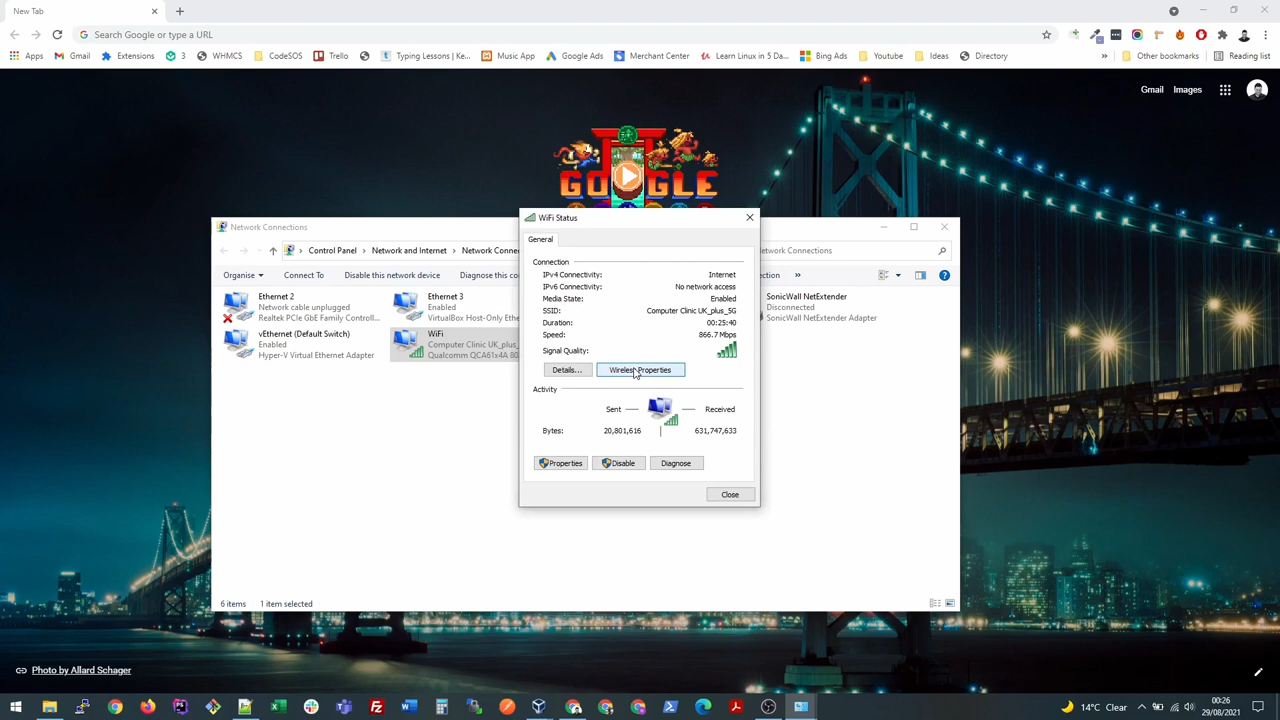 New Tab
Search Google or type a URL
Apps
Gmail
Extensions
3
WHMCS
CodeSOS
Trello
Typing Lessons | Ke...
Music App
Google Ads
Merchant Center
Learn Linux in 5 Da...
Bing Ads
Youtube
Ideas
Directory
»
Other bookmarks
Reading list
Gmail
Images
GOOGLE
Network Connections
WiFi Status
General
Control Panel
Network and Internet
Network Conne
etwork Connections
Organise
Connect To
Disable this network device
Diagnose this co
ection
»
Ethernet 2
Network cable unplugged
Realtek PCIe GbE Family Controll...
Ethernet 3
Enabled
VirtualBox Host-Only Ethe
SonicWall NetExtender
Disconnected
SonicWall NetExtender Adapter
vEthernet (Default Switch)
Enabled
Hyper-V Virtual Ethernet Adapter
WiFi
Computer Clinic UK_plus_
Qualcomm QCA61x4A 80
Connection
IPv4 Connectivity: Internet
IPv6 Connectivity: No network access
Media State: Enabled
SSID: Computer Clinic UK_plus_5G
Duration: 00:25:40
Speed: 866.7 Mbps
Signal Quality:
Details...
Wireless Properties
Activity
Sent
Received
Bytes: 20,801,616 631,747,633
Properties
Disable
Diagnose
Close
6 items
1 item selected
Photo by Allard Schager
14°C Clear
00:26
29/08/2021